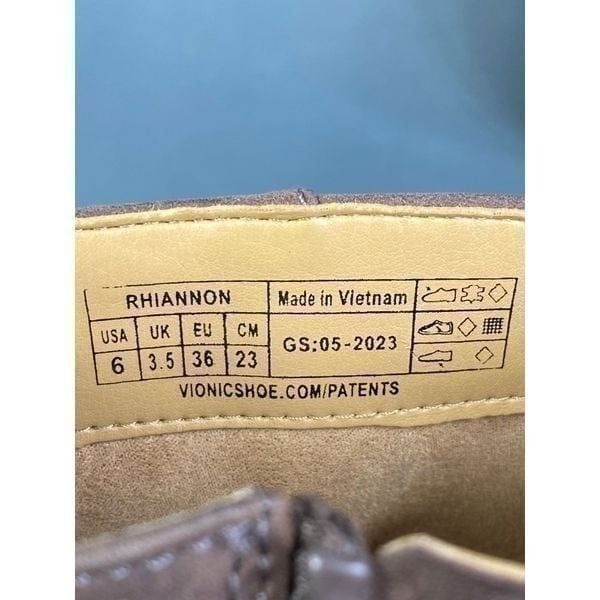 RHIANNON
Made in Vietnam
USA UK EU CM
6 3.5 36 23
GS:05-2023
VIONICSHOE.COM/PATENTS